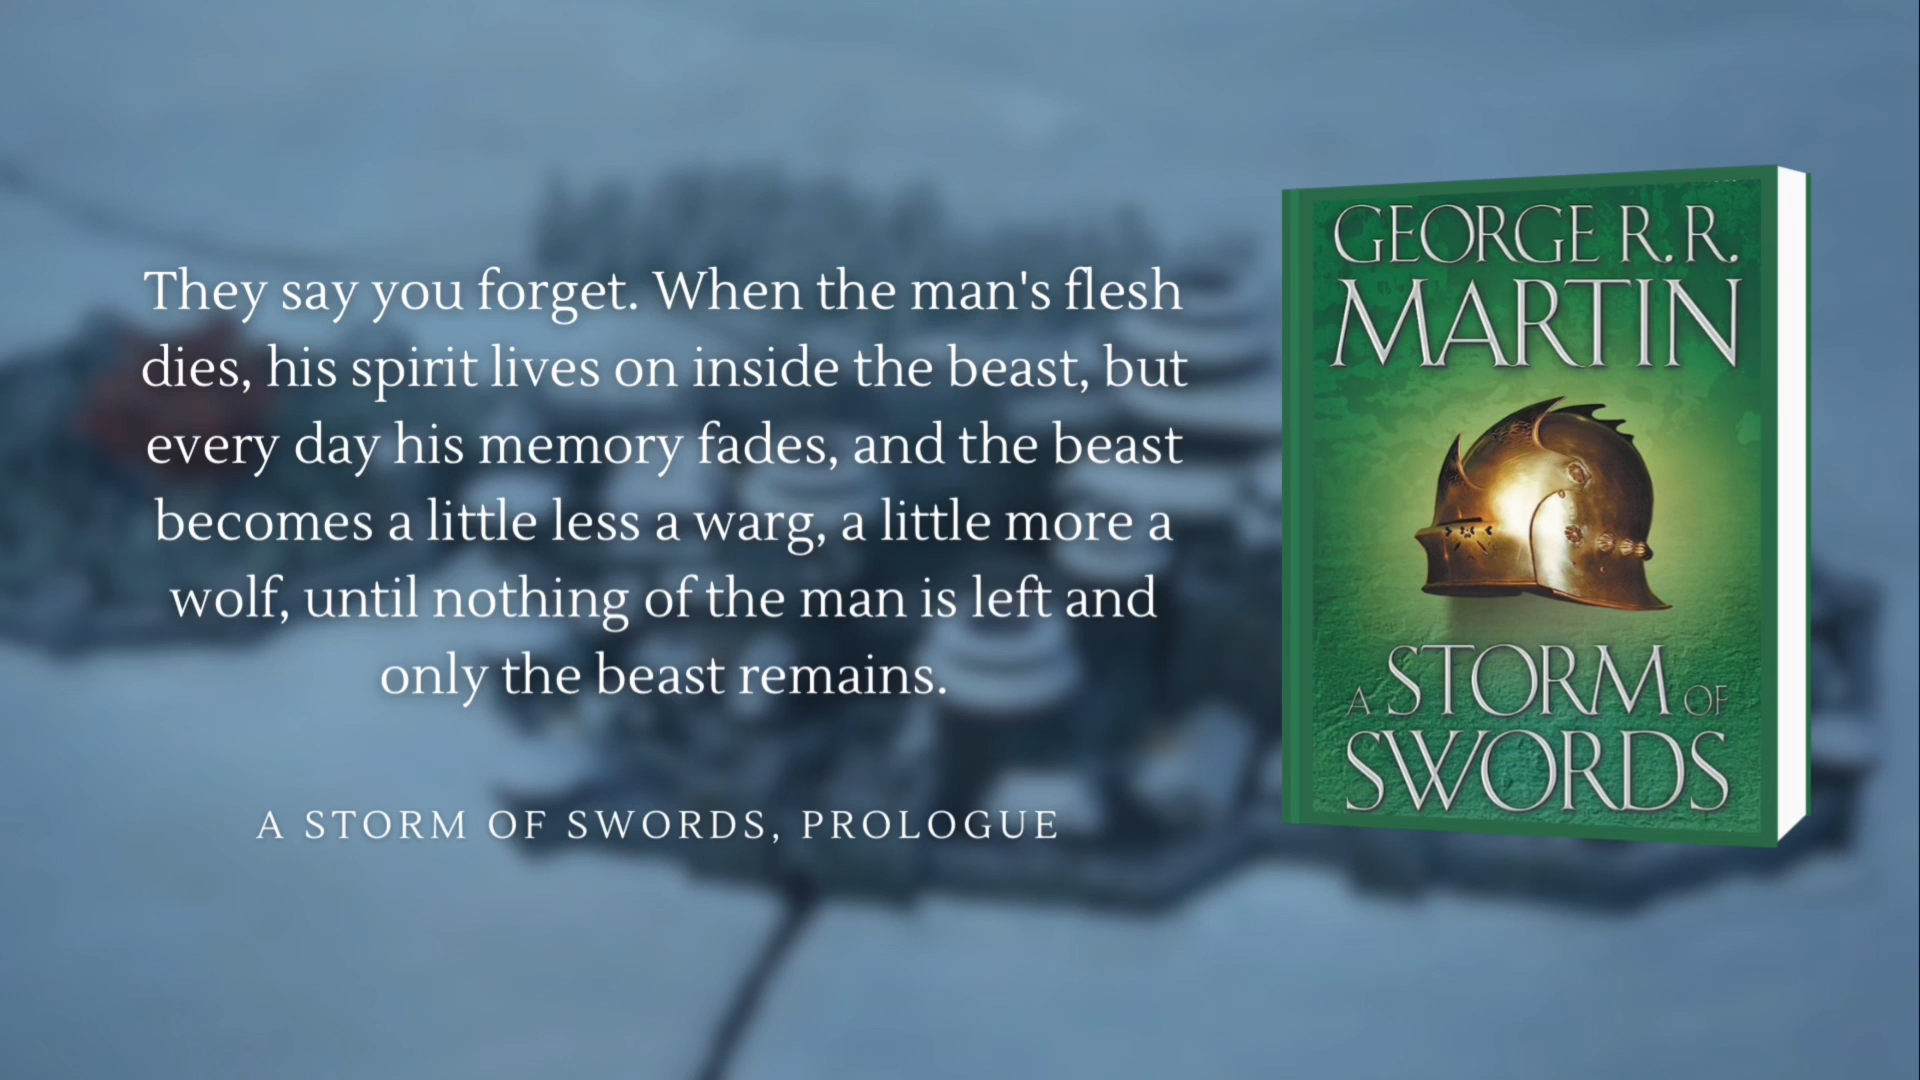 They say you forget. When the man's flesh
dies, his spirit lives on inside the beast, but
every day his memory fades, and the beast
becomes a little less a warg, a little more a
wolf, until nothing of the man is left and
only the beast remains.
A STORM OF SWORDS, PROLOGUE
GEORGE R. R.
MARTIN
A STORM OF
SWORDS